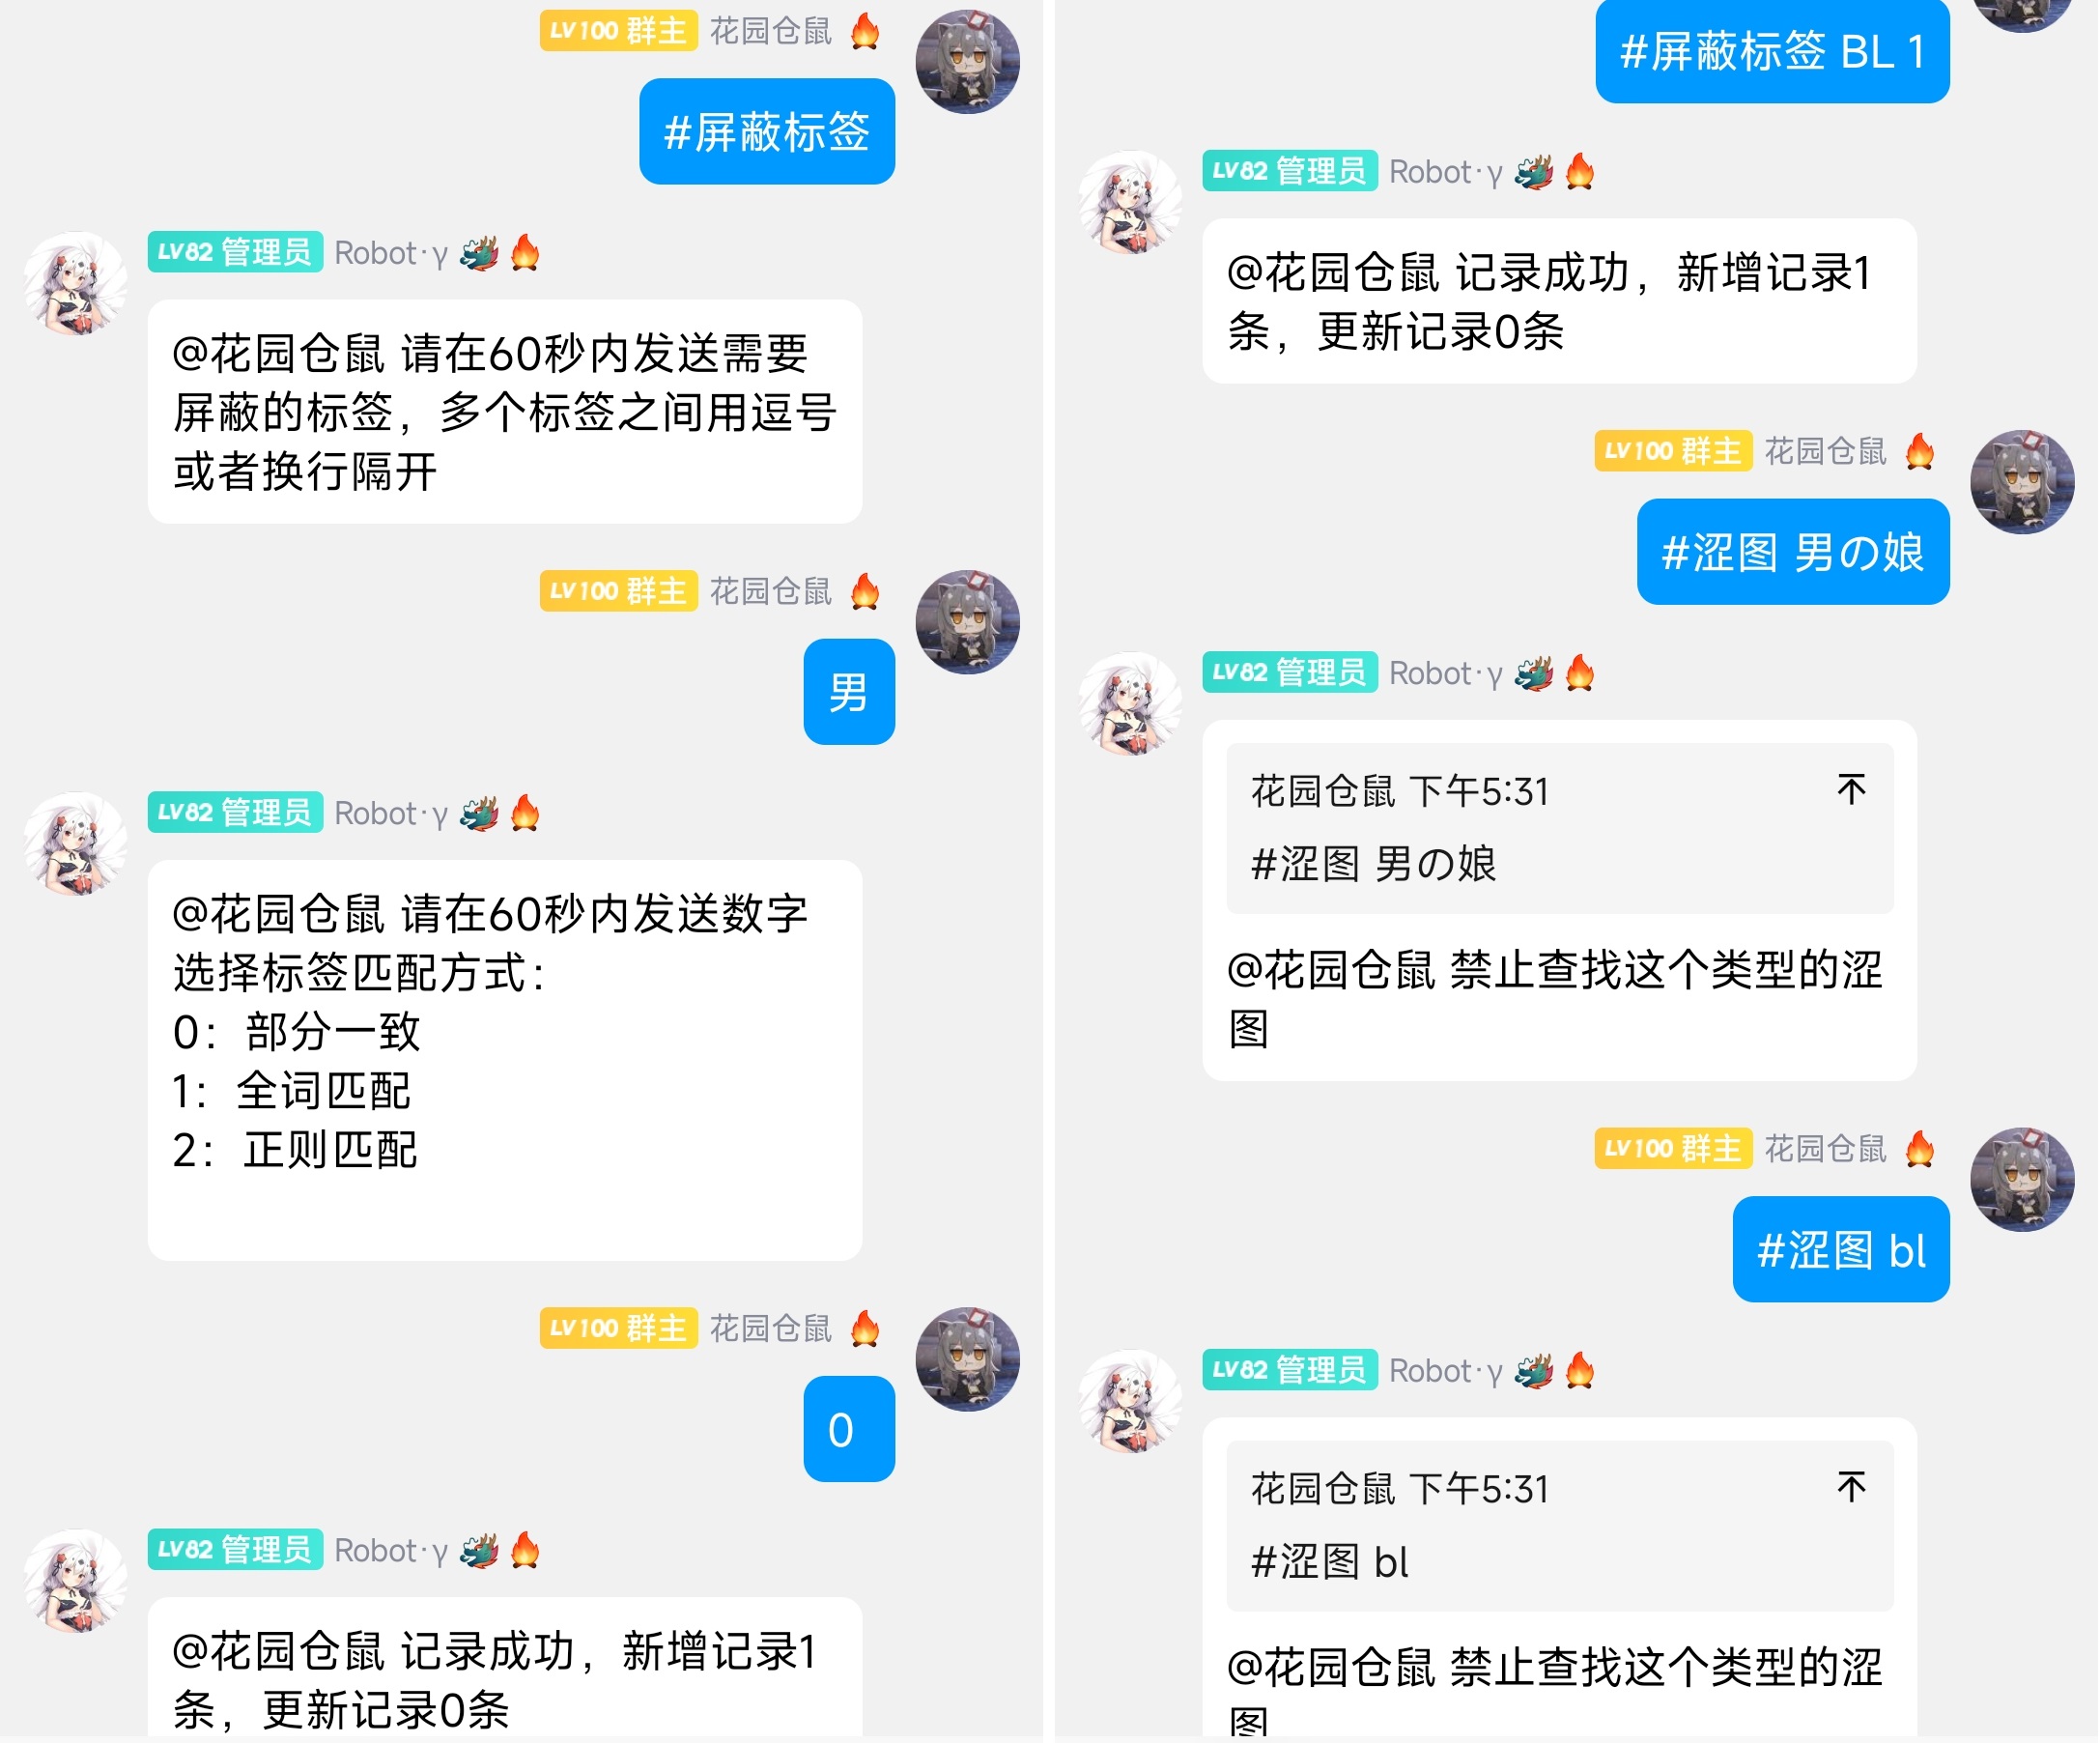 LV100 群主 花园仓鼠
#屏蔽标签
LV82 管理员 Robot·γ
@花园仓鼠 请在60秒内发送需要
屏蔽的标签，多个标签之间用逗号
或者换行隔开
LV100 群主 花园仓鼠
男
LV82 管理员 Robot·γ
@花园仓鼠 请在60秒内发送数字
选择标签匹配方式：
0：部分一致
1：全词匹配
2：正则匹配
LV100 群主 花园仓鼠
0
LV82 管理员 Robot·γ
@花园仓鼠 记录成功，新增记录1
条，更新记录0条
#屏蔽标签 BL 1
LV82 管理员 Robot·γ
@花园仓鼠 记录成功，新增记录1
条，更新记录0条
LV100 群主 花园仓鼠
#涩图 男の娘
LV82 管理员 Robot·γ
花园仓鼠 下午5:31
#涩图 男の娘
@花园仓鼠 禁止查找这个类型的涩
图
LV100 群主 花园仓鼠
#涩图 bl
LV82 管理员 Robot·γ
花园仓鼠 下午5:31
#涩图 bl
@花园仓鼠 禁止查找这个类型的涩
图